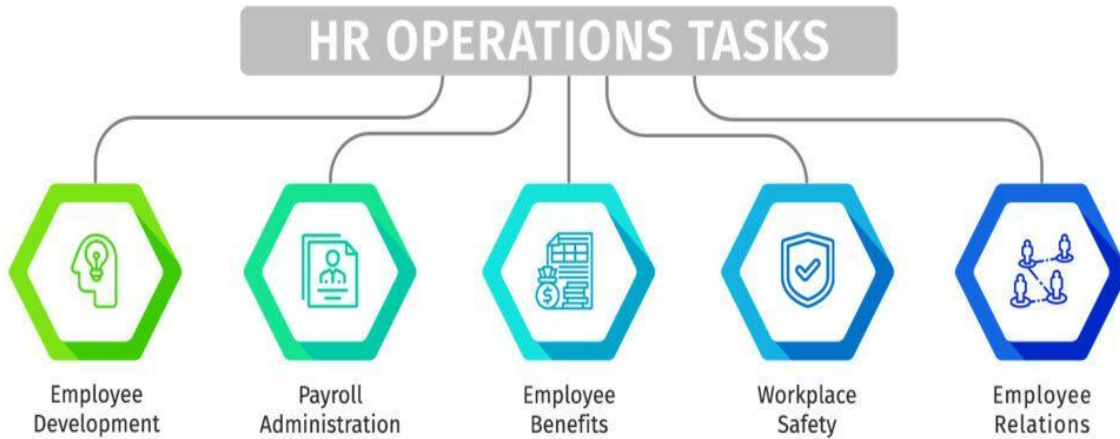 HR OPERATIONS TASKS
Employee
Development
Payroll
Administration
Employee
Benefits
Workplace
Safety
Employee
Relations